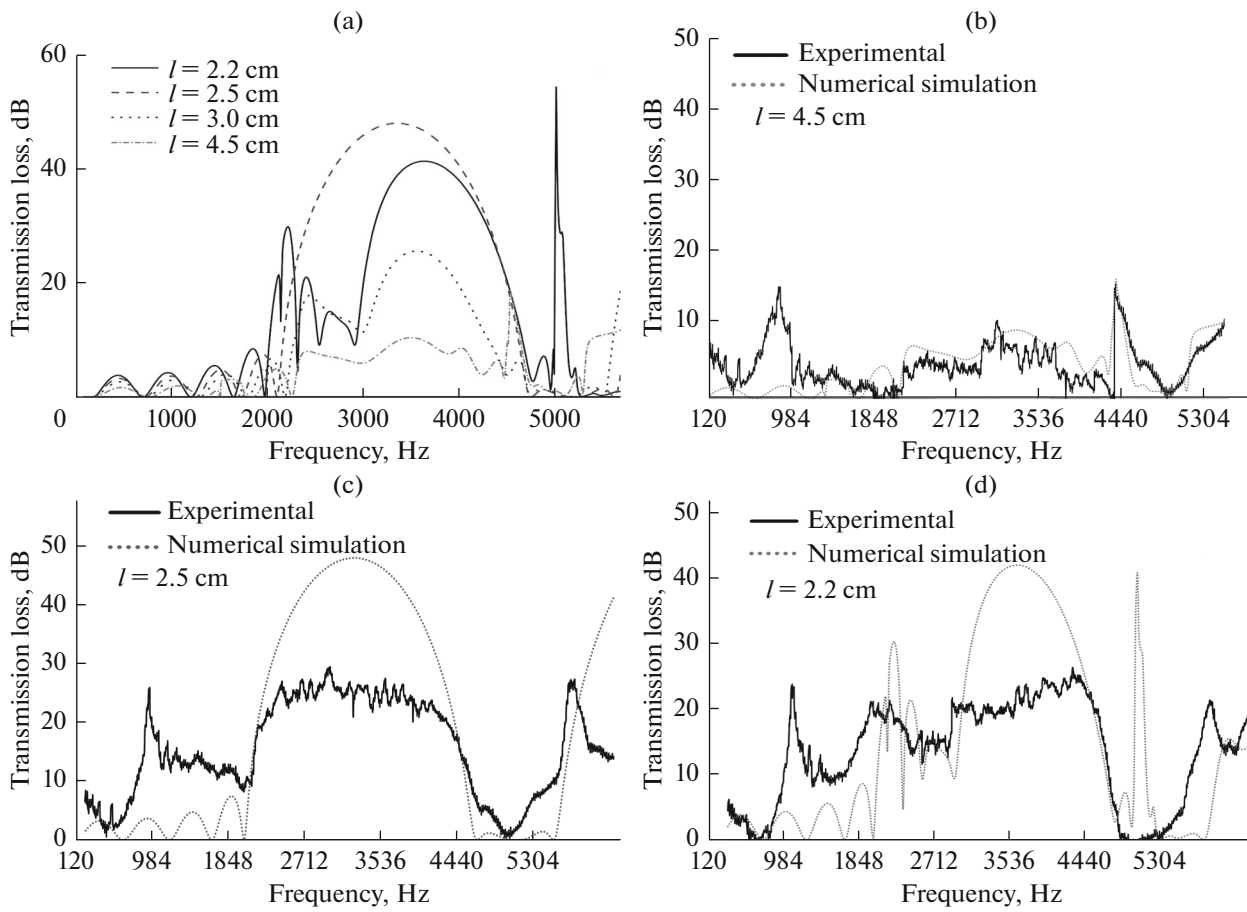 (a)
Transmission loss, dB
60
40
20
0
l = 2.2 cm
l = 2.5 cm
l = 3.0 cm
l = 4.5 cm
1000 2000 3000 4000 5000
Frequency, Hz
(b)
Transmission loss, dB
50
40
30
20
10
Experimental
Numerical simulation
l = 4.5 cm
120 984 1848 2712 3536 4440 5304
Frequency, Hz
(c)
Transmission loss, dB
50
40
30
20
10
0
Experimental
Numerical simulation
l = 2.5 cm
120 984 1848 2712 3536 4440 5304
Frequency, Hz
(d)
Transmission loss, dB
50
40
30
20
10
0
Experimental
Numerical simulation
l = 2.2 cm
120 984 1848 2712 3536 4440 5304
Frequency, Hz